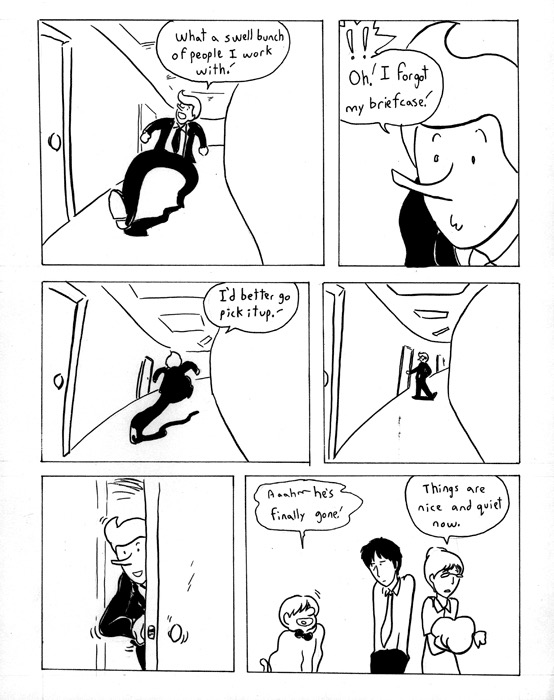 What a swell bunch
of people I work
with!
!!
Oh! I forgot
my briefcase!
I'd better go
pick it up.
Aaahm he's
finally gone!
Things are
nice and quiet
now.